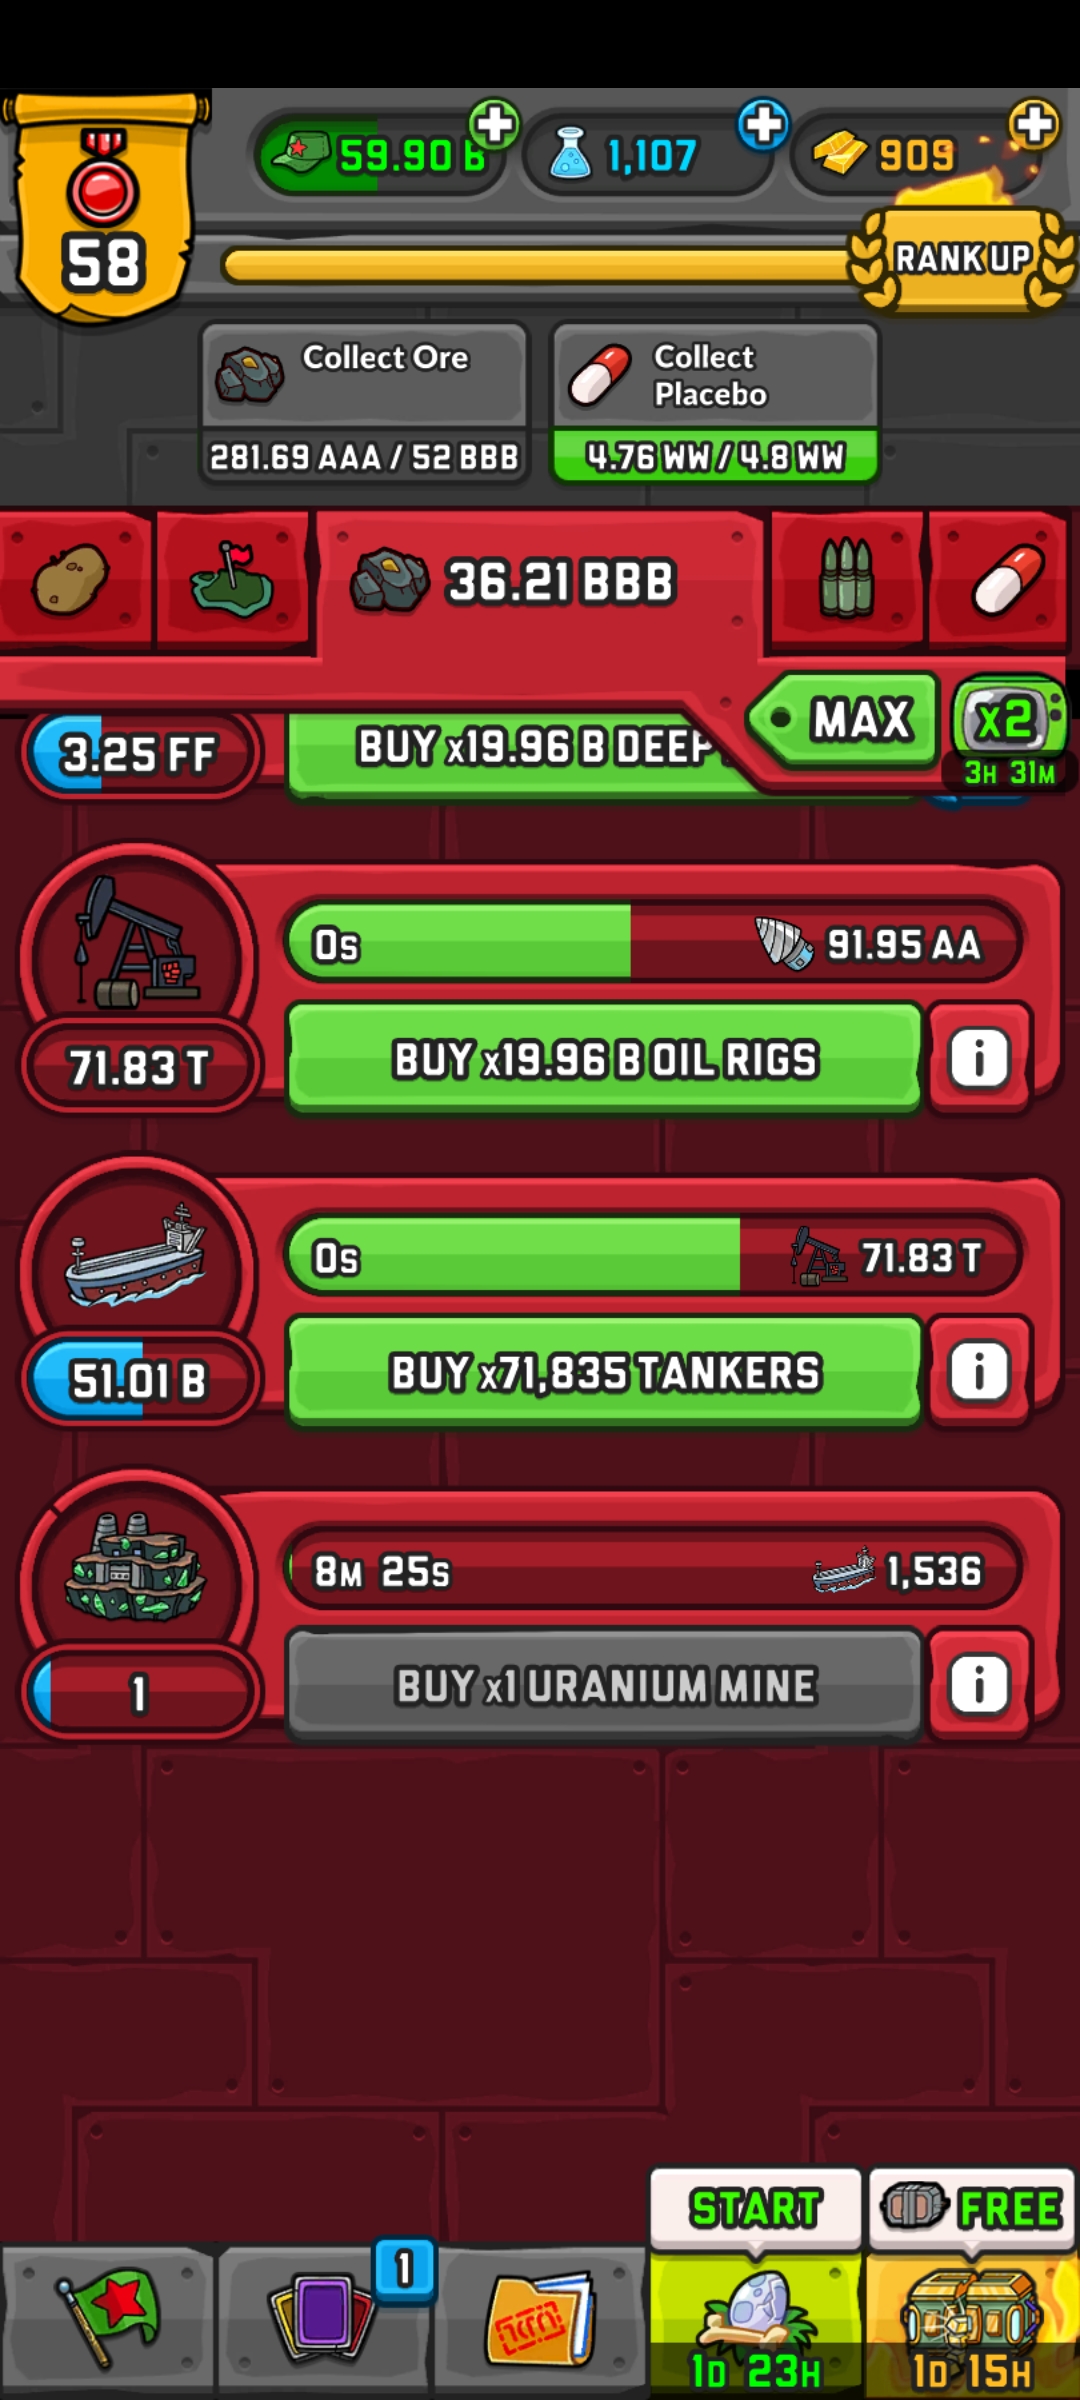 59.90 B
1,107
909
58
RANK UP
Collect Ore
281.69 AAA / 52 BBB
Collect
Placebo
4.76 WW / 4.8 WW
36.21 BBB
MAX
x2
3H 31M
3.25 FF
BUY x19.96 B DEEP
0s
91.95 AA
71.83 T
BUY x19.96 B OIL RIGS
0s
71.83 T
51.01 B
BUY x71,835 TANKERS
8M 25s
1,536
1
BUY x1 URANIUM MINE
START
FREE
1
1D 23H
1D 15H